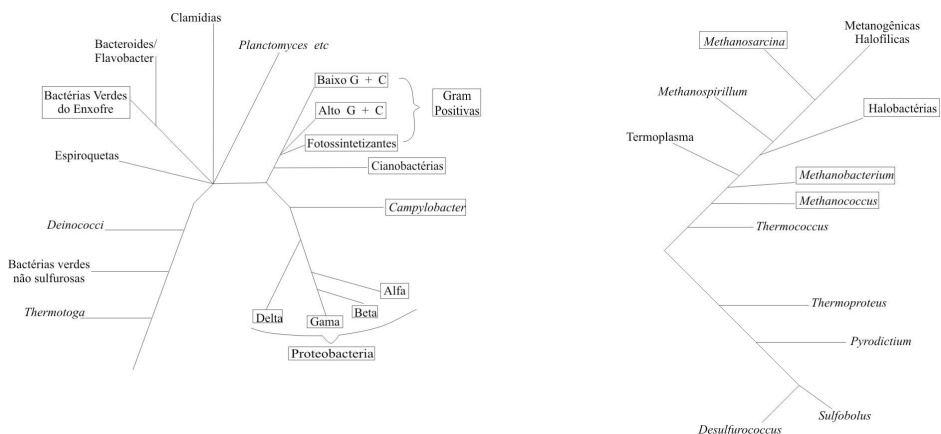 Clamídias
Planctomyces etc
Bacteroides/
Flavobacter
Bactérias Verdes
do Enxofre
Espiroquetas
Deinococci
Bactérias verdes
não sulfurosas
Thermotoga
Baixo G + C
Alto G + C
Fotossintetizantes
Gram
Positivas
Cianobactérias
Campylobacter
Alfa
Beta
Gama
Delta
Proteobacteria
Metanogênicas
Halofílicas
Methanosarcina
Methanospirillum
Halobactérias
Termoplasma
Methanobacterium
Methanococcus
Thermococcus
Thermoproteus
Pyrodictium
Sulfobolus
Desulfurococcus